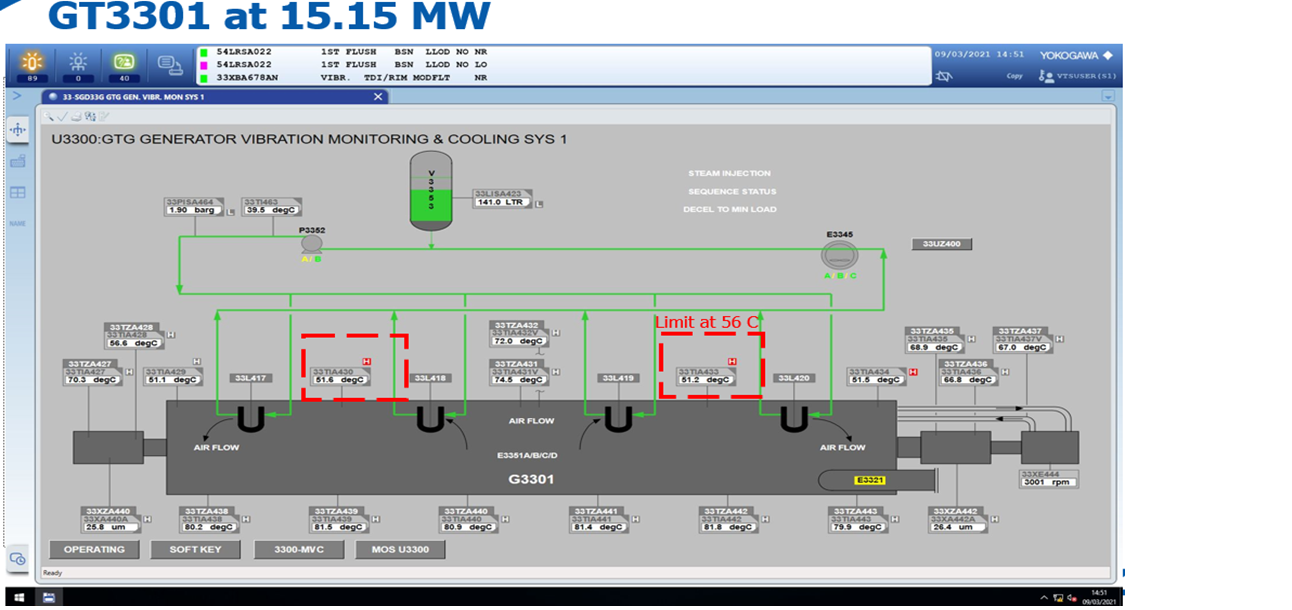 GT3301 at 15.15 MW
54LRSA022 1ST FLUSH BSN LLOD NO NR
54LRSA022 1ST FLUSH BSN LLOD NO LO
33XBA678AN VIBR. TDI/RIM MODFLT NR
09/03/2021 14:51 YOKOGAWA
89 0 40
Copy VTSUSER(S1)
33-SGD33G GTG GEN. VIBR. MON SYS 1
U3300:GTG GENERATOR VIBRATION MONITORING & COOLING SYS 1
NAME
V3353
STEAM INJECTION
SEQUENCE STATUS
DECEL TO MIN LOAD
33LISA423
141.0 LTR L
33PISA464 33TI463
1.90 barg L 39.5 degC
P3352
A/B
E3345
A/B/C
33UZ400
Limit at 56 C
33TZA428
33TIA428 H
56.6 degC
33TZA432
33TIA432V H
72.0 degC
33TZA435
33TIA435 H
68.9 degC
33TZA437
33TIA437V H
67.0 degC
33TZA427
33TIA427 H
70.3 degC
H
33TIA429
51.1 degC
33L417
H
33TIA430
51.6 degC
33L418
33TZA431
33TIA431V H
74.5 degC
33L419
H
33TIA433
51.2 degC
33L420
33TIA434 H
51.5 degC
33TZA436
33TIA436 H
66.8 degC
AIR FLOW
AIR FLOW
AIR FLOW
E3351A/B/C/D
G3301
E3321
33XE444
3001 rpm
33XZA440
33XA440A H
25.8 um
33TZA438
33TIA438 H
80.2 degC
33TZA439
33TIA439 H
81.5 degC
33TZA440
33TIA440 H
80.9 degC
33TZA441
33TIA441 H
81.4 degC
33TZA442
33TIA442 H
81.8 degC
33TZA443
33TIA443 H
79.9 degC
33XZA442
33XA442A H
26.4 um
OPERATING SOFT KEY 3300-MVC MOS U3300
Ready
14:51
09/03/2021